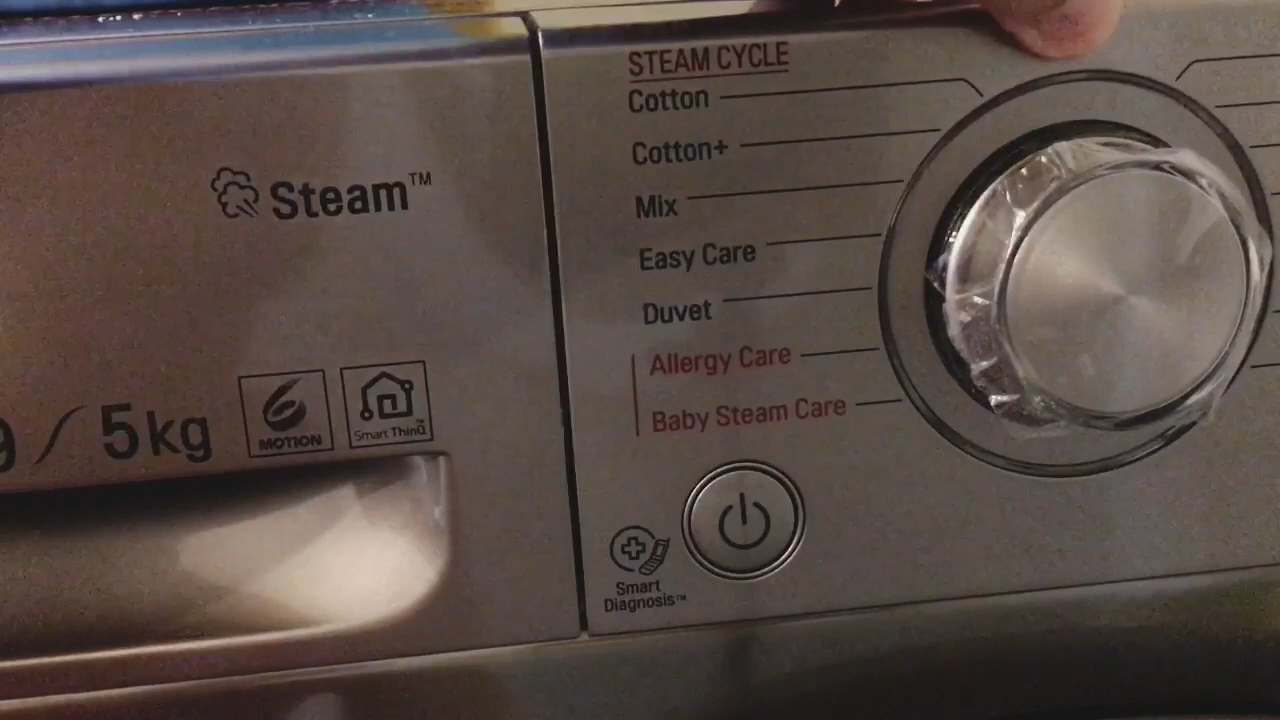 STEAM CYCLE
Cotton
Cotton+
Mix
Easy Care
Duvet
Allergy Care
Baby Steam Care
Steam™
5kg
6 MOTION
Smart ThinQ™
Smart
Diagnosis™